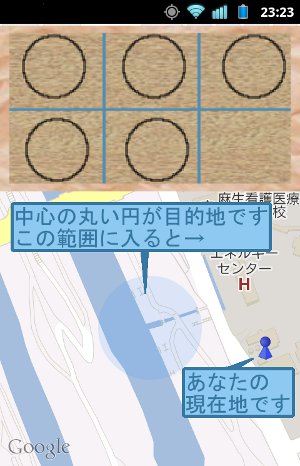 23:23
麻生看護医療
校
中心の丸い円が目的地です
この範囲に入ると→
エネルギー
センター
H
あなたの
現在地です
Google